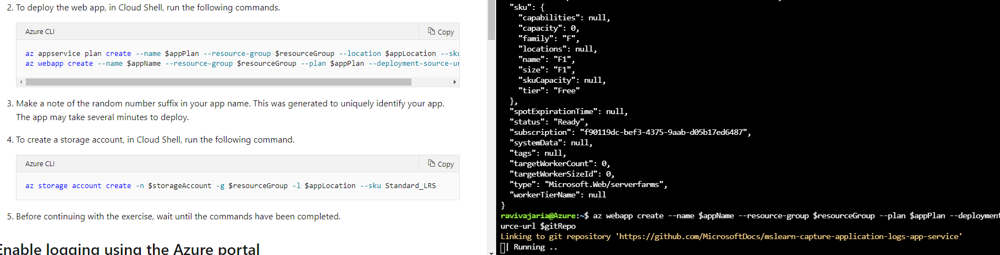 2. To deploy the web app, in Cloud Shell, run the following commands.
Azure CLI
Copy
az appservice plan create --name $appPlan --resource-group $resourceGroup --location $appLocation --sku
az webapp create --name $appName --resource-group $resourceGroup --plan $appPlan --deployment-source-ur
3. Make a note of the random number suffix in your app name. This was generated to uniquely identify your app.
The app may take several minutes to deploy.
4. To create a storage account, in Cloud Shell, run the following command.
Azure CLI
Copy
az storage account create -n $storageAccount -g $resourceGroup -l $appLocation --sku Standard_LRS
5. Before continuing with the exercise, wait until the commands have been completed.
Enable logging using the Azure portal
"sku": {
"capabilities": null,
"capacity": 0,
"family": "F",
"locations": null,
"name": "F1",
"size": "F1",
"skuCapacity": null,
"tier": "Free"
},
"spotExpirationTime": null,
"status": "Ready",
"subscription": "f90119dc-bef3-4375-9aab-d05b17ed6487",
"systemData": null,
"tags": null,
"targetWorkerCount": 0,
"targetWorkerSizeId": 0,
"type": "Microsoft.Web/serverfarms",
"workerTierName": null
}
ravivajaria@Azure:~$ az webapp create --name $appName --resource-group $resourceGroup --plan $appPlan --deployment
urce-url $gitRepo
Linking to git repository 'https://github.com/MicrosoftDocs/mslearn-capture-application-logs-app-service'
| Running ..